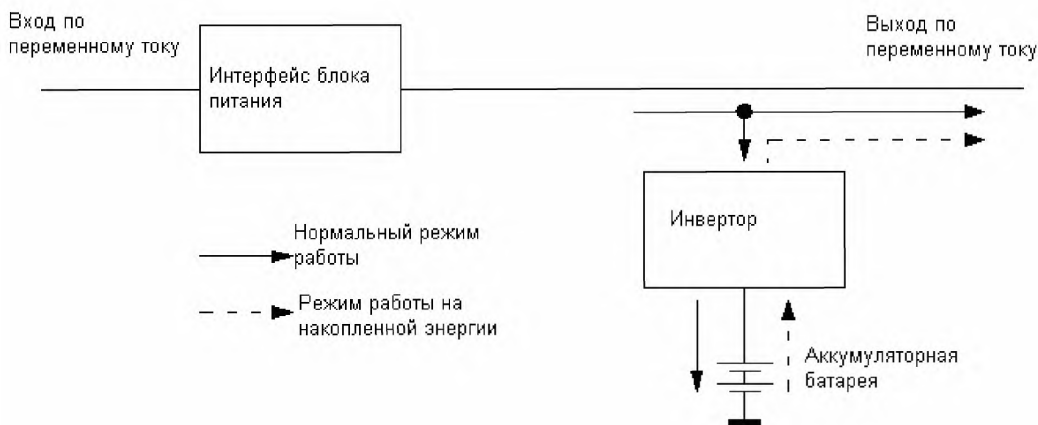 Вход по
переменному току
Интерфейс блока
питания
Выход по
переменному току
Инвертор
Нормальный режим
работы
Режим работы на
накопленной энергии
Аккумуляторная
батарея